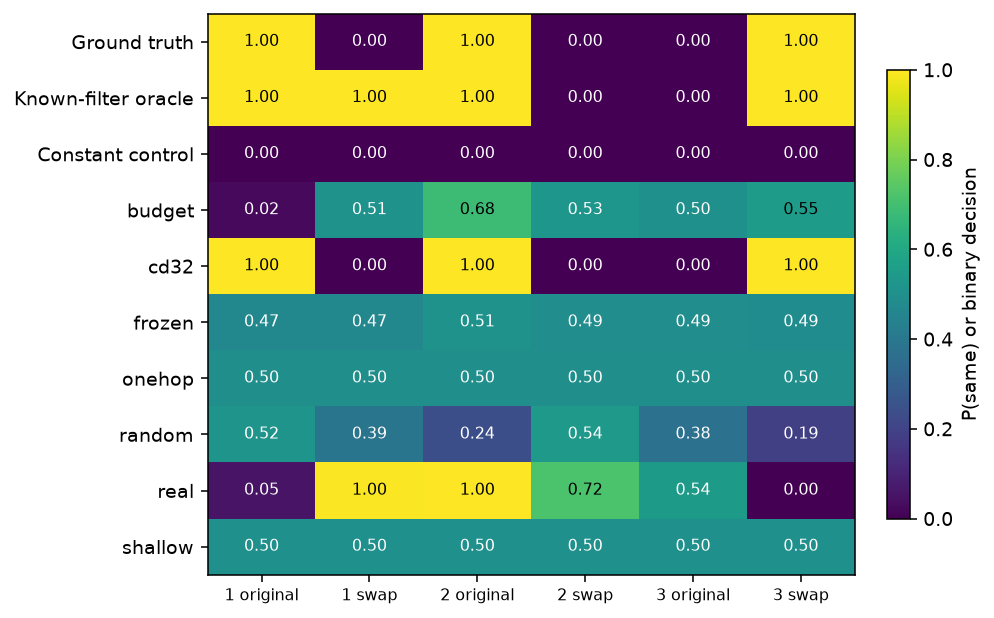 Ground truth 1.00 0.00 1.00 0.00 0.00 1.00
Known-filter oracle 1.00 1.00 1.00 0.00 0.00 1.00
Constant control 0.00 0.00 0.00 0.00 0.00 0.00
budget 0.02 0.51 0.68 0.53 0.50 0.55
cd32 1.00 0.00 1.00 0.00 0.00 1.00
frozen 0.47 0.47 0.51 0.49 0.49 0.49
onehop 0.50 0.50 0.50 0.50 0.50 0.50
random 0.52 0.39 0.24 0.54 0.38 0.19
real 0.05 1.00 1.00 0.72 0.54 0.00
shallow 0.50 0.50 0.50 0.50 0.50 0.50
1 original 1 swap 2 original 2 swap 3 original 3 swap
1.0
0.8
0.6
0.4
0.2
0.0
P(same) or binary decision